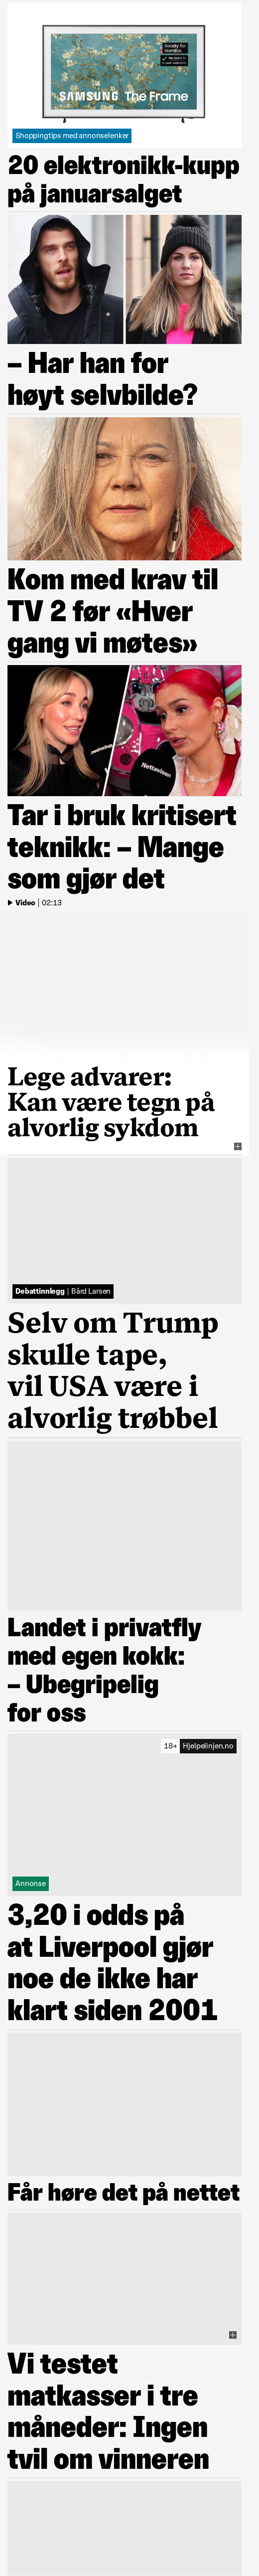 Ready for
Nordics
SAMSUNG The Frame
Shoppingtips med annonselenker
20 elektronikk-kupp
på januarsalget
– Har han for
høyt selvbilde?
Kom med krav til
TV 2 før «Hver
gang vi møtes»
Nettavisen
Tar i bruk kritisert
teknikk: – Mange
som gjør det
Video | 02:13
Lege advarer:
Kan være tegn på
alvorlig sykdom
Debattinnlegg | Bård Larsen
Selv om Trump
skulle tape,
vil USA være i
alvorlig trøbbel
Landet i privatfly
med egen kokk:
– Ubegripelig
for oss
18+ Hjelpelinjen.no
Annonse
3,20 i odds på
at Liverpool gjør
noe de ikke har
klart siden 2001
Får høre det på nettet
Vi testet
matkasser i tre
måneder: Ingen
tvil om vinneren